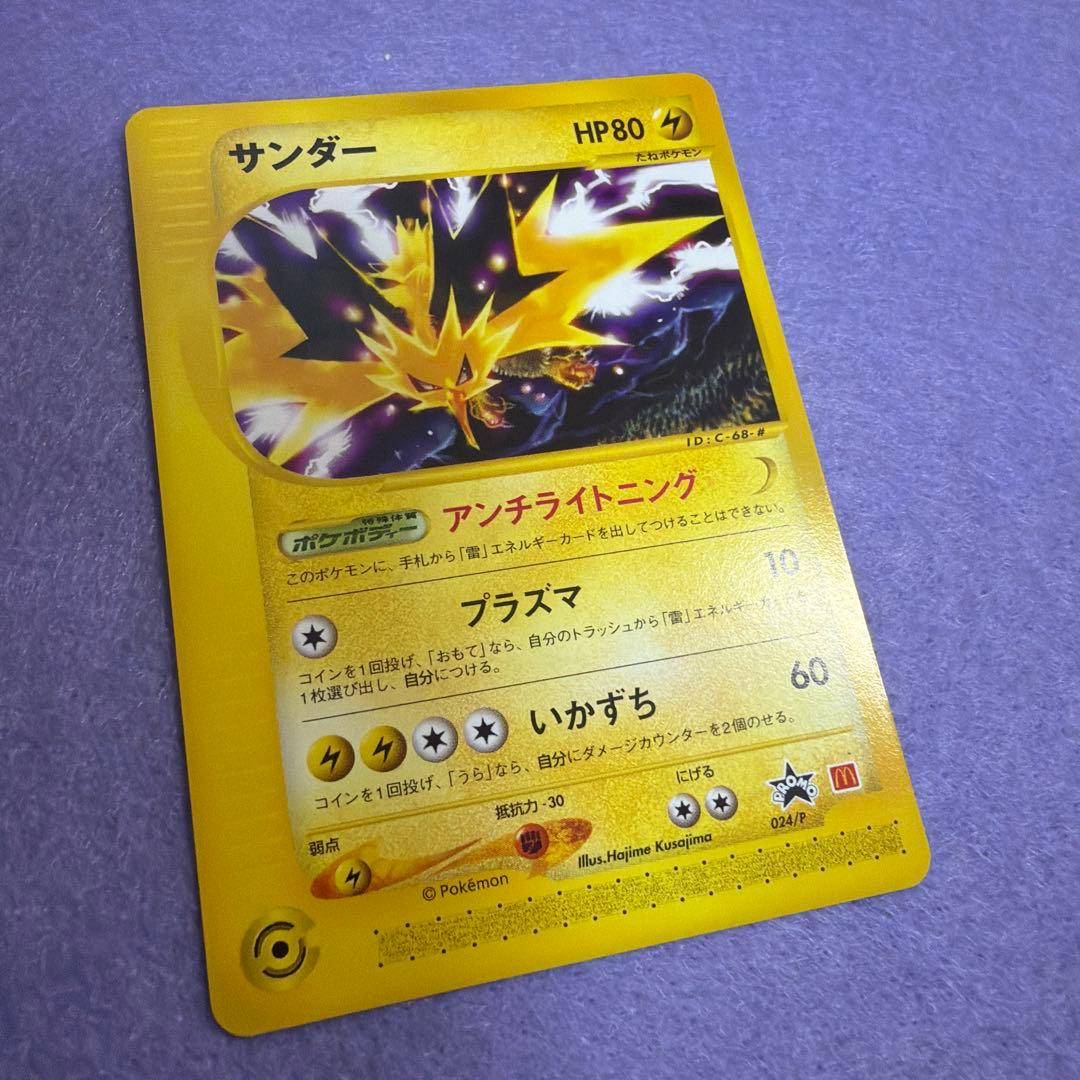 サンダー
HP80
たねポケモン
ID:C-68-#
特殊体質
ポケボディー
アンチライトニング
このポケモンに、手札から「雷」エネルギーカードを出してつけることはできない。
プラズマ
10
コインを1回投げ、「おもて」なら、自分のトラッシュから「雷」エネルギーカードを
1枚選び出し、自分につける。
いかずち
60
コインを1回投げ、「うら」なら、自分にダメージカウンターを2個のせる。
弱点
抵抗力 -30
にげる
PROMO
024/P
Illus.Hajime Kusajima
© Pokémon